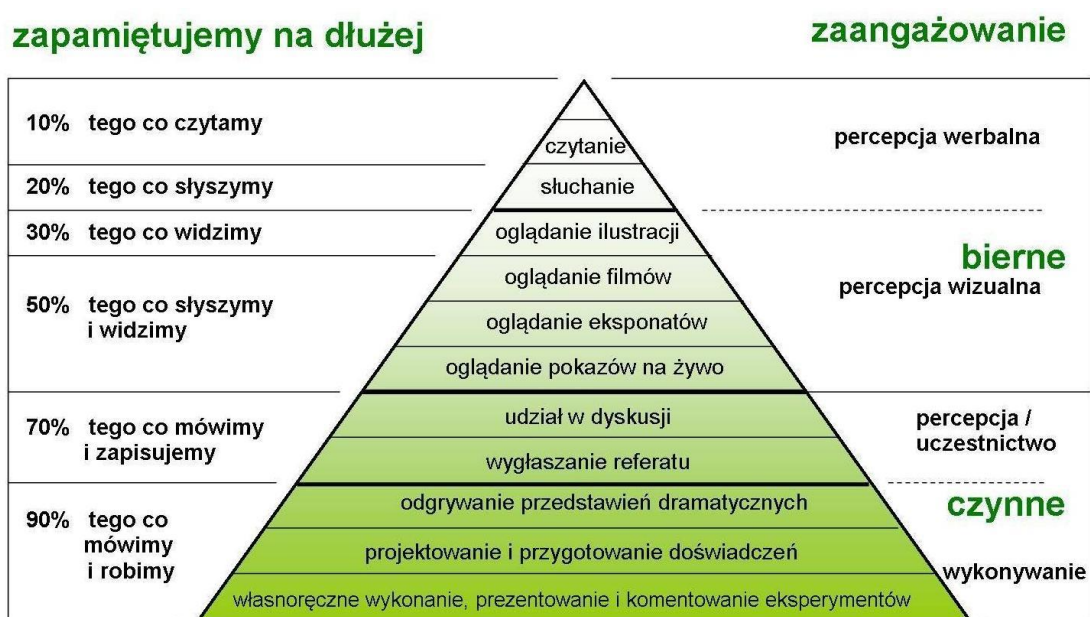 zapamiętujemy na dłużej
zaangażowanie
10% tego co czytamy
20% tego co słyszymy
30% tego co widzimy
50% tego co słyszymy
i widzimy
70% tego co mówimy
i zapisujemy
90% tego co
mówimy
i robimy
czytanie
słuchanie
oglądanie ilustracji
oglądanie filmów
oglądanie eksponatów
oglądanie pokazów na żywo
udział w dyskusji
wygłaszanie referatu
odgrywanie przedstawień dramatycznych
projektowanie i przygotowanie doświadczeń
własnoręczne wykonanie, prezentowanie i komentowanie eksperymentów
percepcja werbalna
bierne
percepcja wizualna
percepcja /
uczestnictwo
czynne
wykonywanie